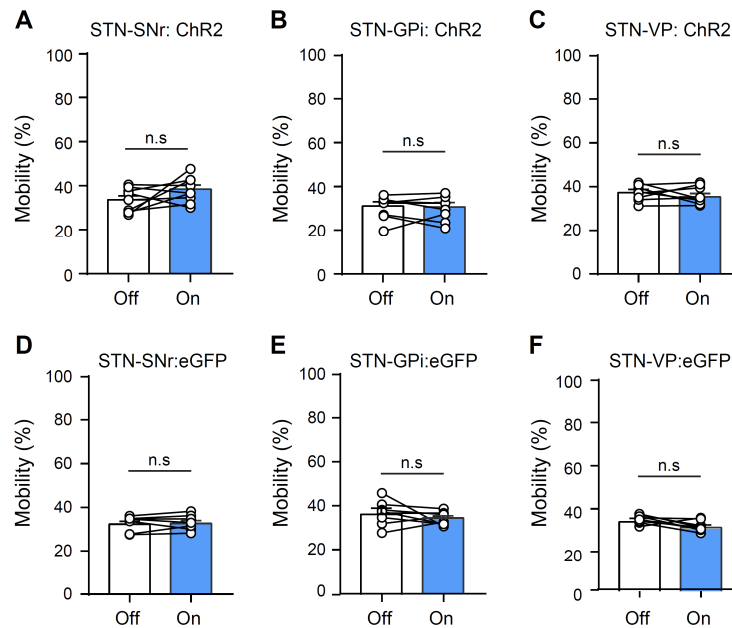 A
STN-SNr: ChR2
Mobility (%)
100
80
60
40
20
0
n.s
Off
On
B
STN-GPi: ChR2
Mobility (%)
100
80
60
40
20
0
n.s
Off
On
C
STN-VP: ChR2
Mobility (%)
100
80
60
40
20
0
n.s
Off
On
D
STN-SNr:eGFP
Mobility (%)
100
80
60
40
20
0
n.s
Off
On
E
STN-GPi:eGFP
Mobility (%)
100
80
60
40
20
0
n.s
Off
On
F
STN-VP:eGFP
Mobility (%)
100
80
60
40
20
0
n.s
Off
On